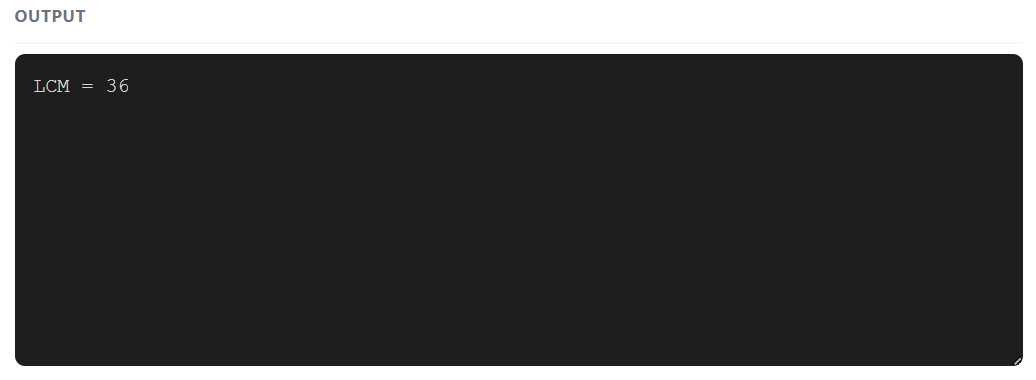 OUTPUT
LCM = 36